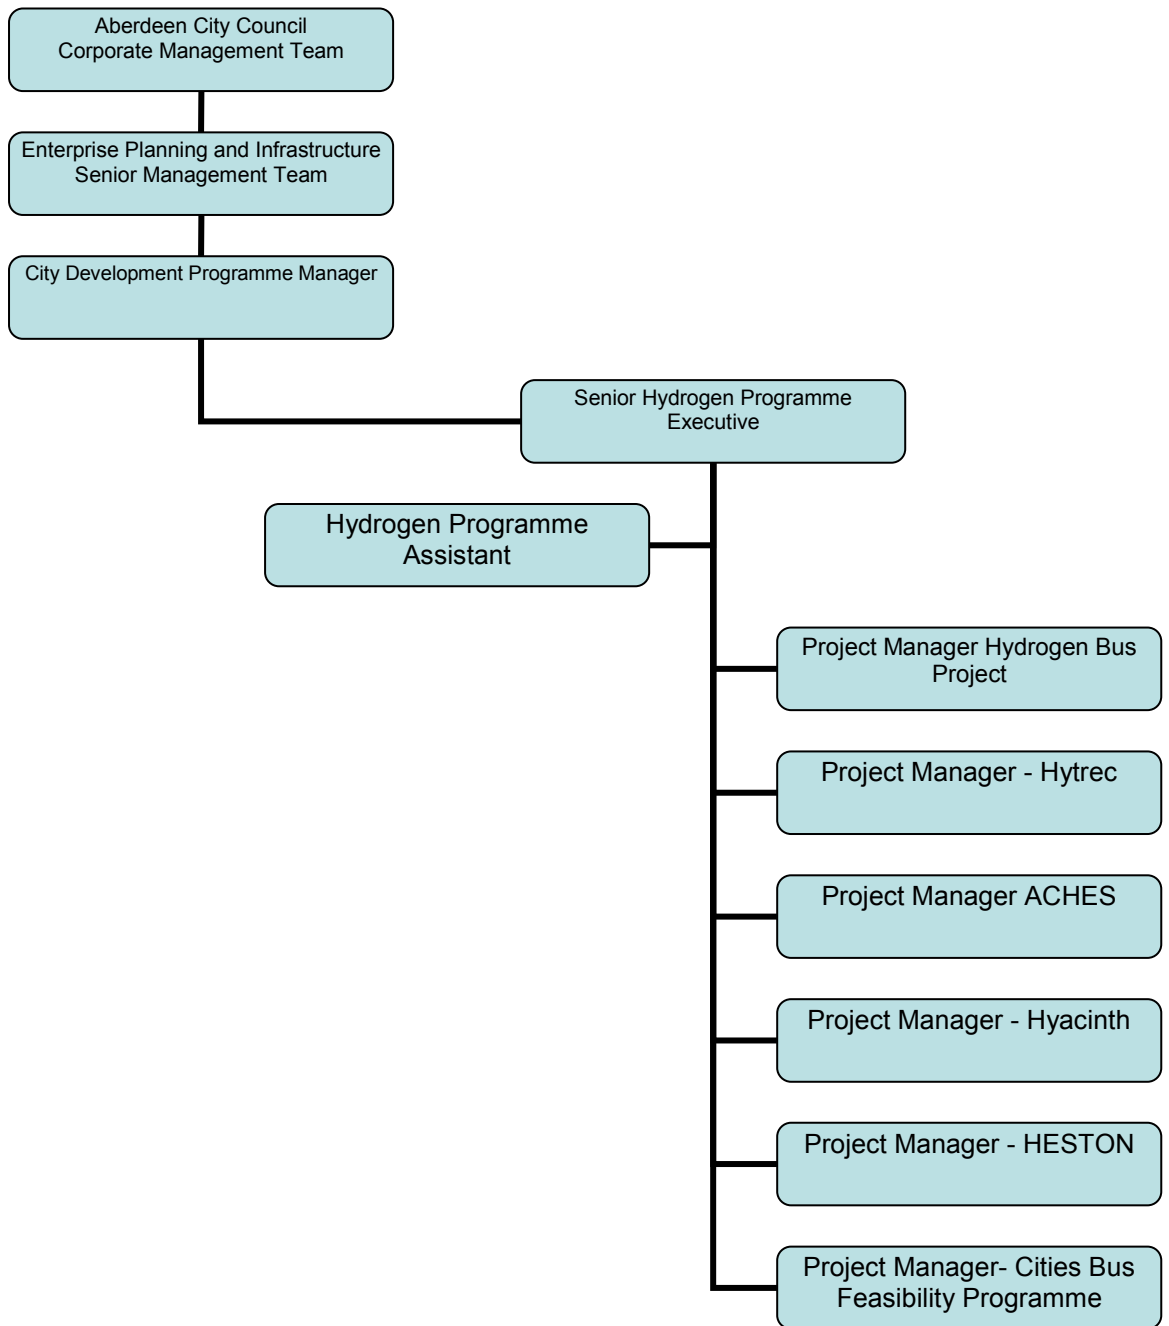 Aberdeen City Council
Corporate Management Team
Enterprise Planning and Infrastructure
Senior Management Team
City Development Programme Manager
Senior Hydrogen Programme
Executive
Hydrogen Programme
Assistant
Project Manager Hydrogen Bus
Project
Project Manager - Hytrec
Project Manager ACHES
Project Manager - Hyacinth
Project Manager - HESTON
Project Manager- Cities Bus
Feasibility Programme